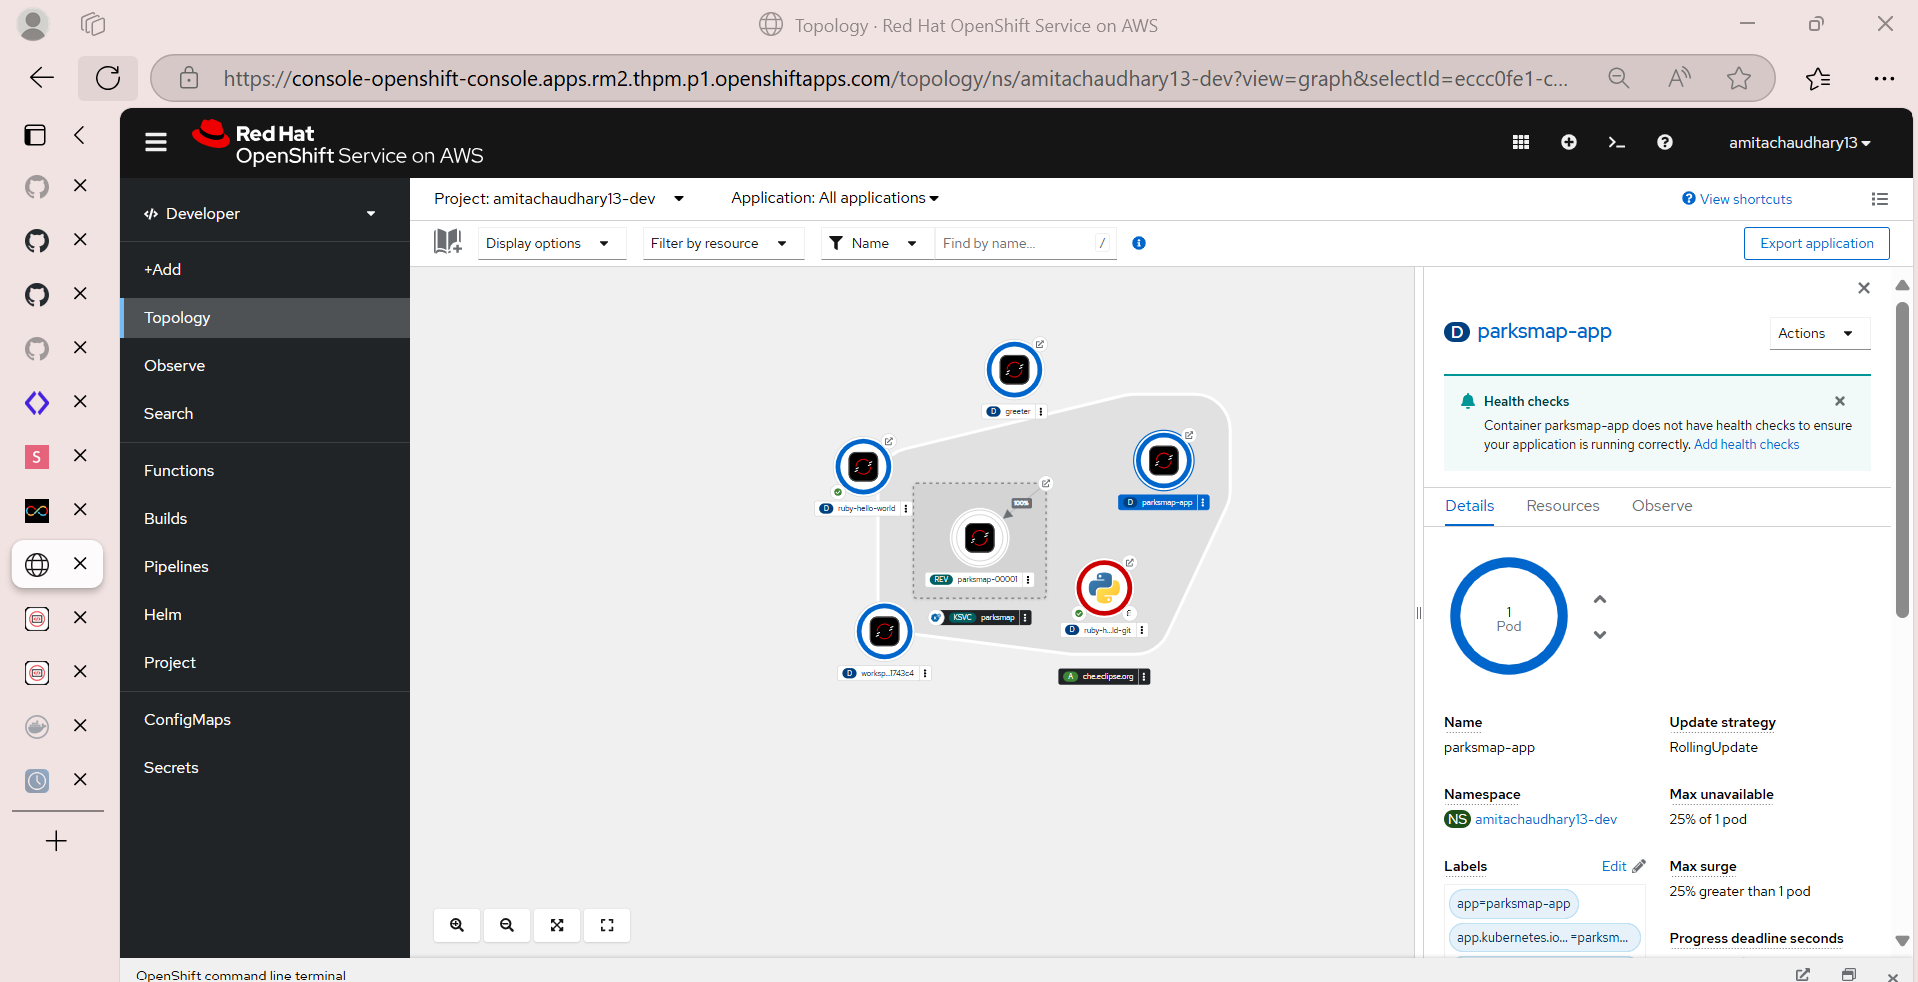 Topology · Red Hat OpenShift Service on AWS
https://console-openshift-console.apps.rm2.thpm.p1.openshiftapps.com/topology/ns/amitachaudhary13-dev?view=graph&selectId=eccc0fe1-c...
Red Hat
OpenShift Service on AWS
amitachaudhary13
Developer
+Add
Topology
Observe
Search
Functions
Builds
Pipelines
Helm
Project
ConfigMaps
Secrets
S
Project: amitachaudhary13-dev
Application: All applications
View shortcuts
Display options
Filter by resource
Name
Find by name...
/
Export application
D greeter
D ruby-hello-world
D parksmap-app
100%
REV parksmap-00001
KSVC parksmap
D ruby-h...ld-git
D worksp...1743c4
A che.eclipse.org
D parksmap-app
Actions
Health checks
Container parksmap-app does not have health checks to ensure
your application is running correctly. Add health checks
Details
Resources
Observe
1
Pod
Name
parksmap-app
Update strategy
RollingUpdate
Namespace
NS amitachaudhary13-dev
Max unavailable
25% of 1 pod
Labels
Edit
Max surge
25% greater than 1 pod
app=parksmap-app
app.kubernetes.io... =parksm...
Progress deadline seconds
OpenShift command line terminal